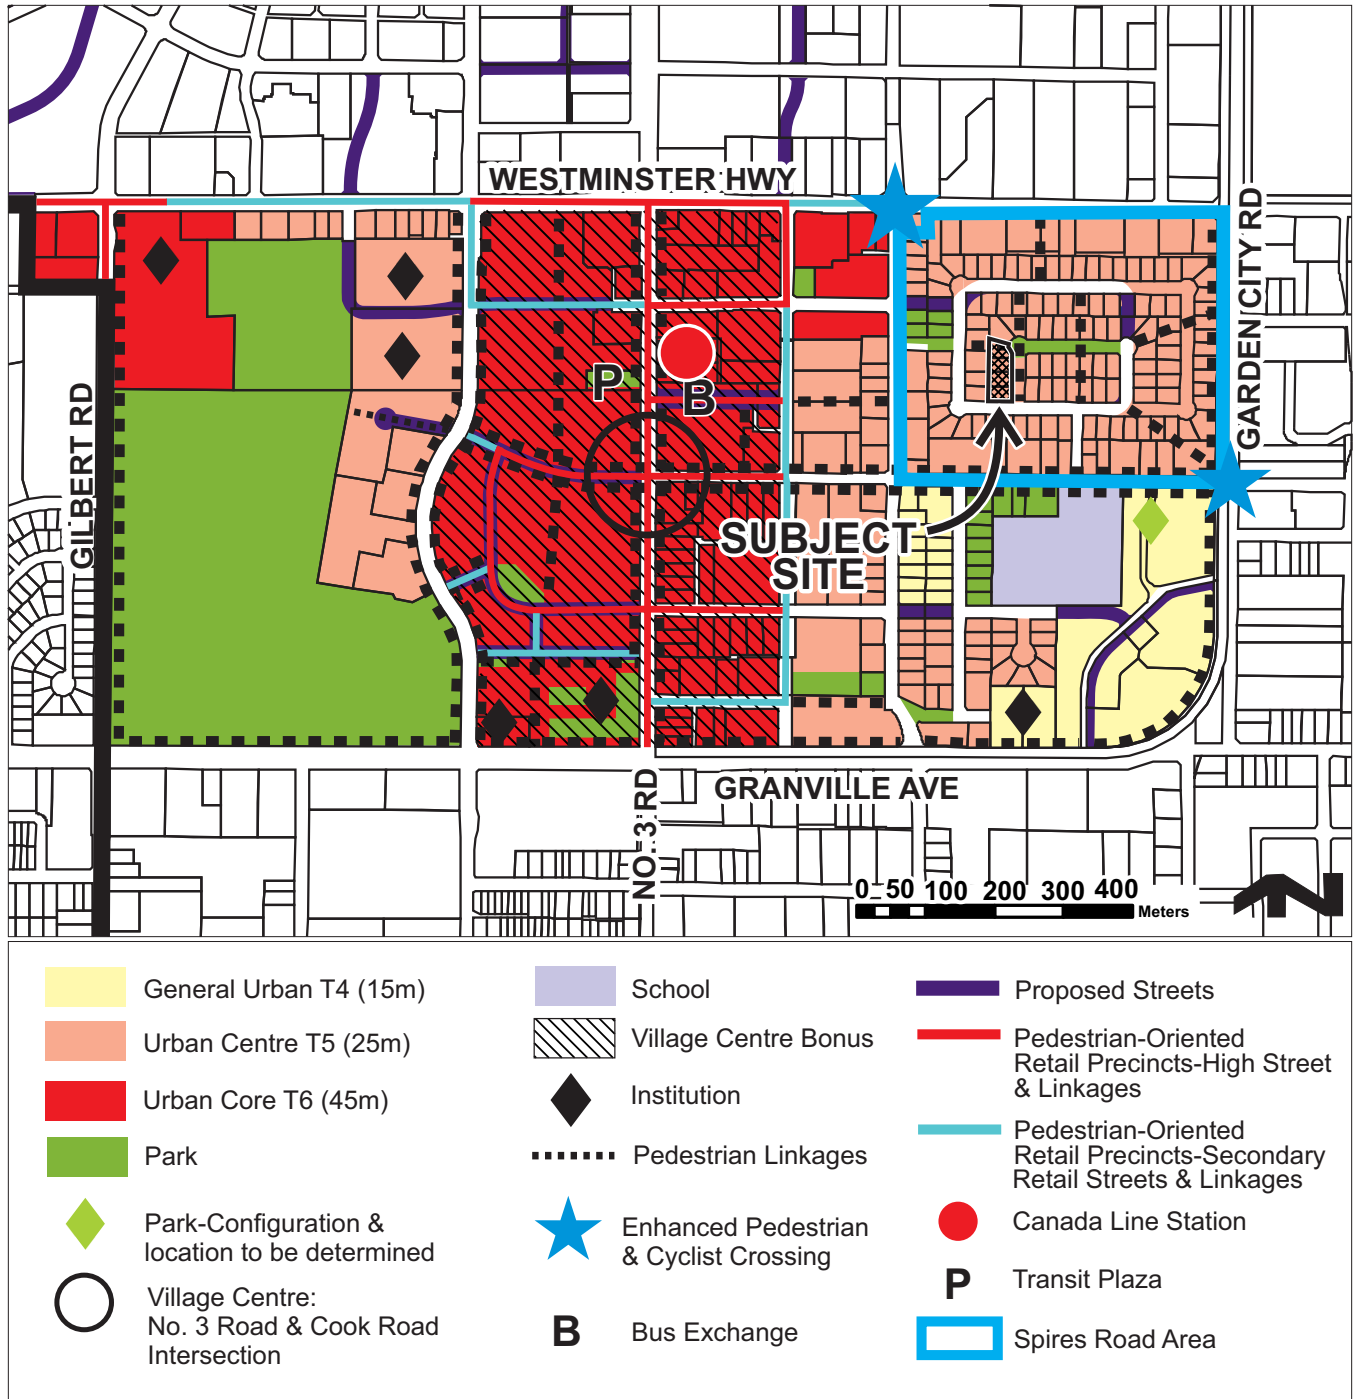 WESTMINSTER HWY
GARDEN CITY RD
GILBERT RD
P
B
SUBJECT
SITE
NO. 3 RD
GRANVILLE AVE
0 50 100 200 300 400
Meters
General Urban T4 (15m)
Urban Centre T5 (25m)
Urban Core T6 (45m)
Park
Park-Configuration &
location to be determined
Village Centre:
No. 3 Road & Cook Road
Intersection
School
Village Centre Bonus
Institution
Pedestrian Linkages
Enhanced Pedestrian
& Cyclist Crossing
B
Bus Exchange
Proposed Streets
Pedestrian-Oriented
Retail Precincts-High Street
& Linkages
Pedestrian-Oriented
Retail Precincts-Secondary
Retail Streets & Linkages
Canada Line Station
P
Transit Plaza
Spires Road Area